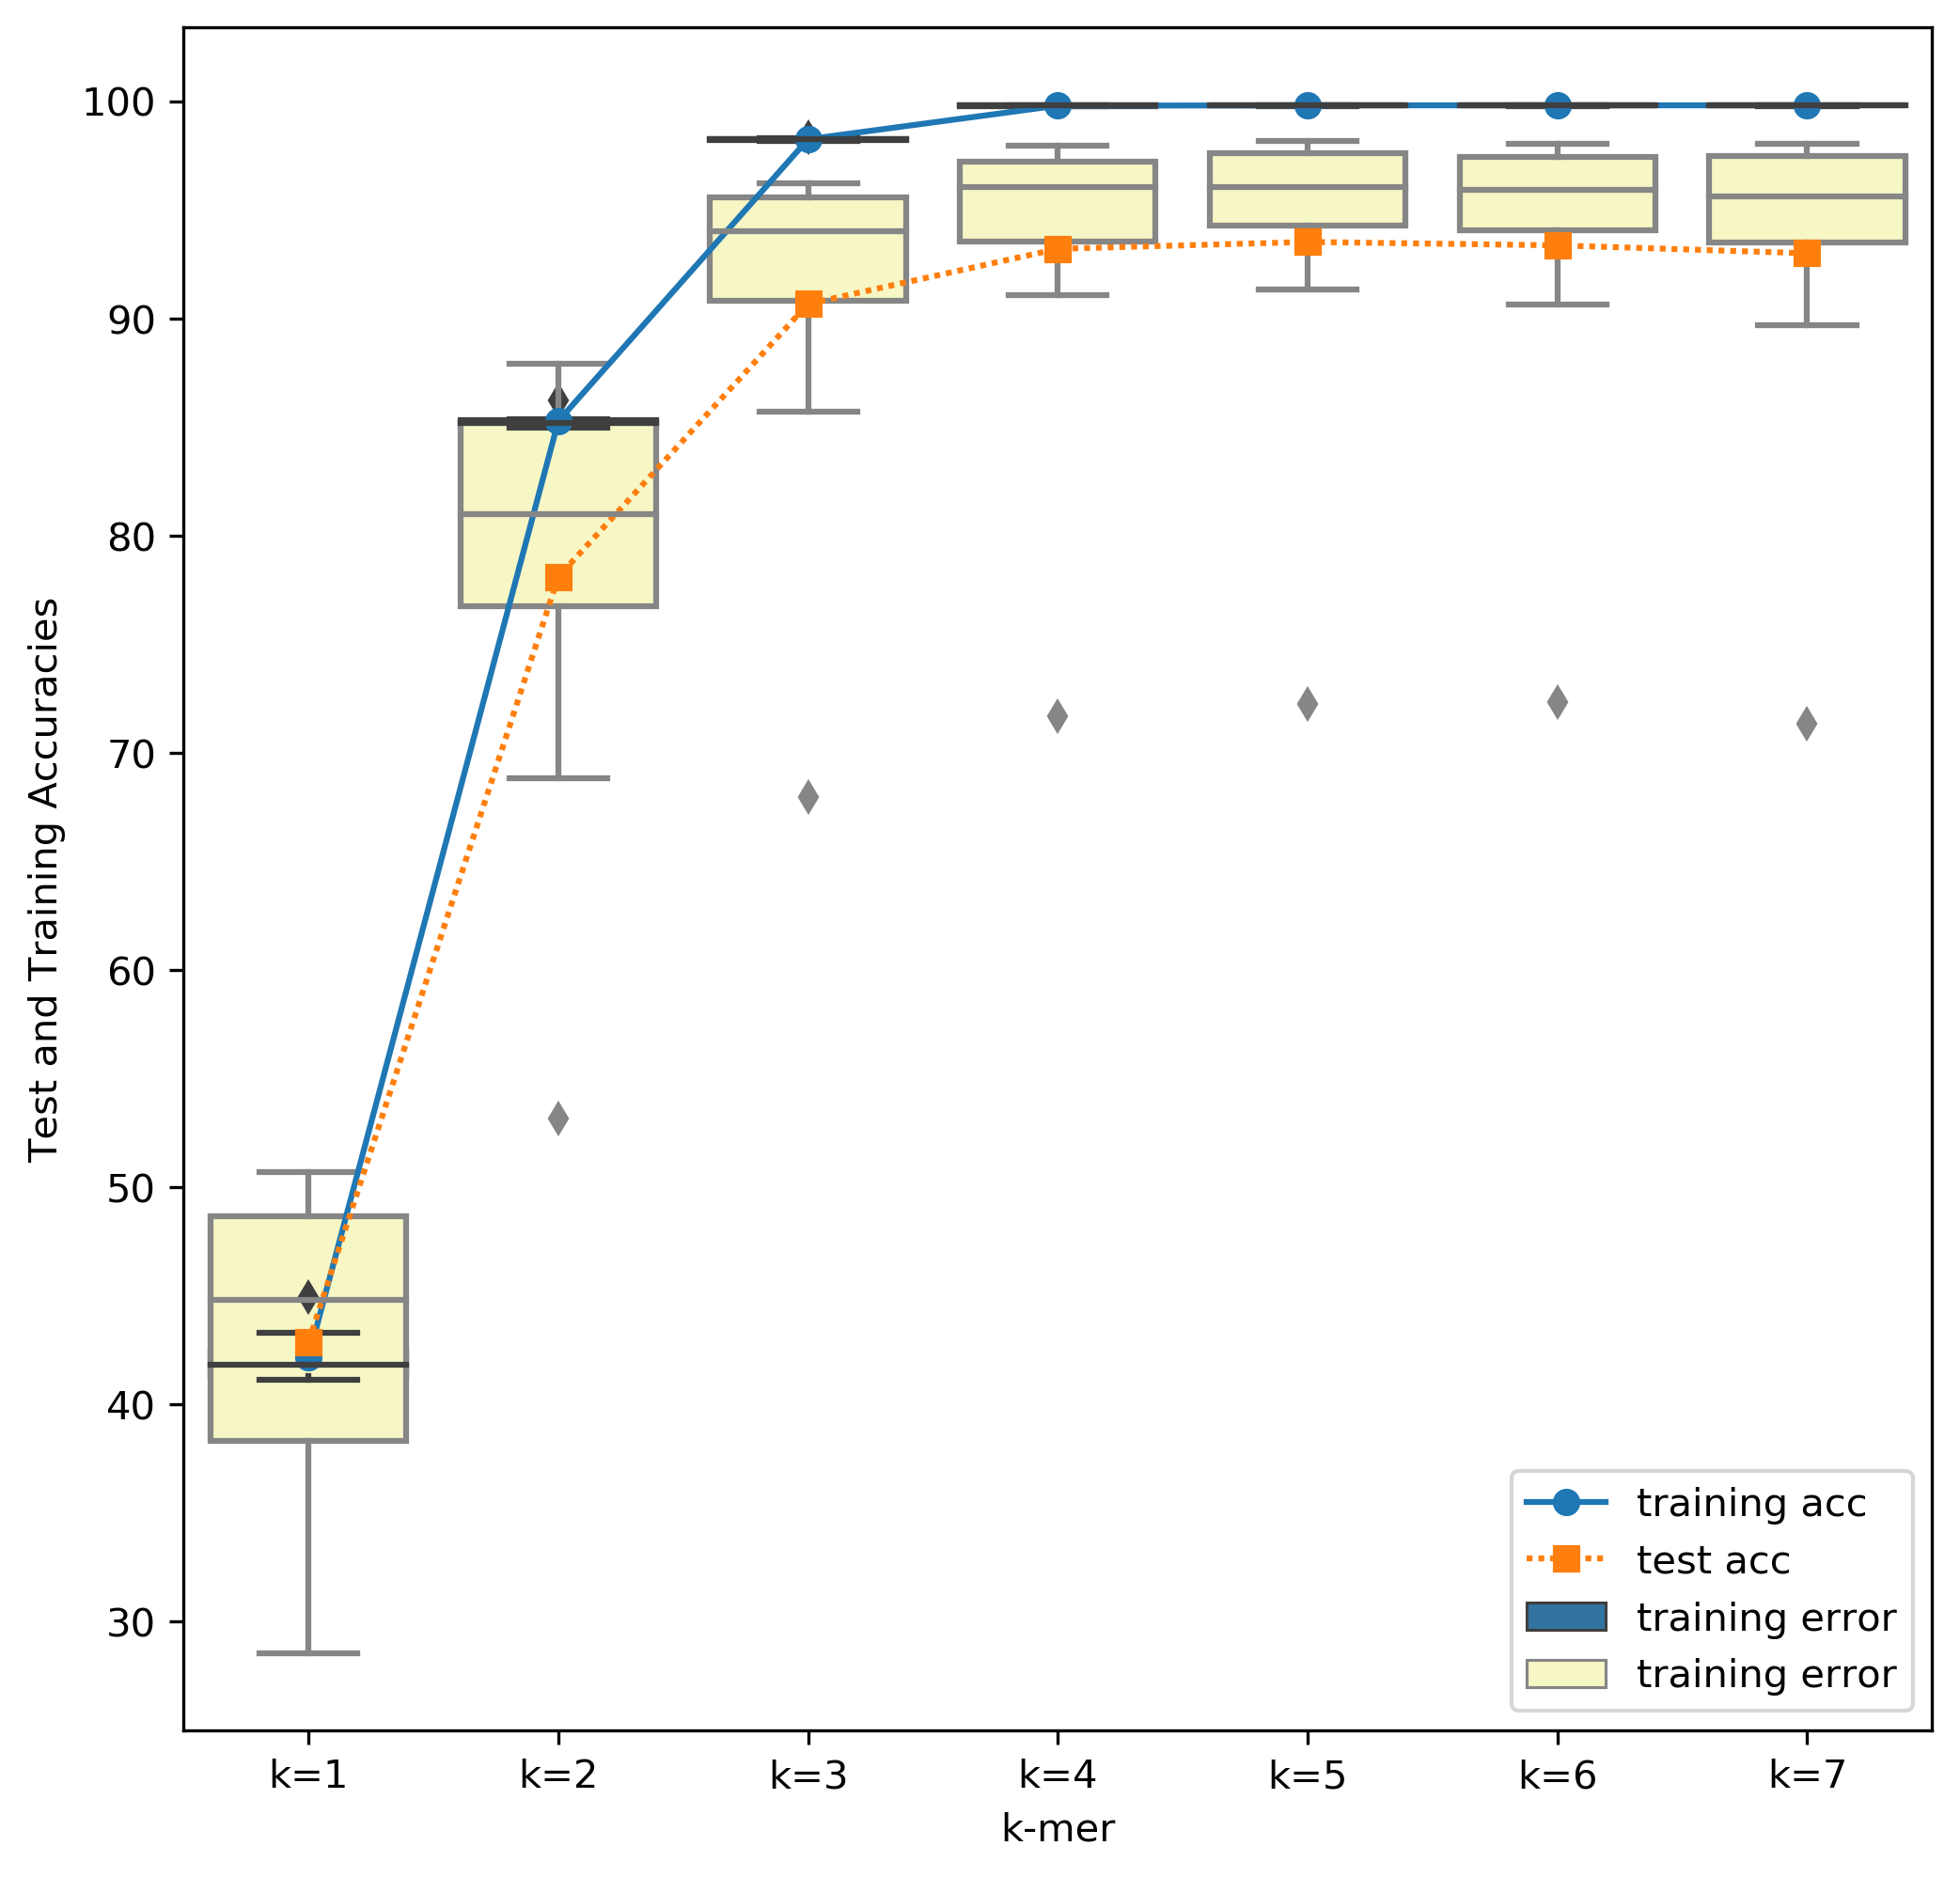 Test and Training Accuracies
100
90
80
70
60
50
40
30
training acc
test acc
training error
training error
k=1 k=2 k=3 k=4 k=5 k=6 k=7
k-mer